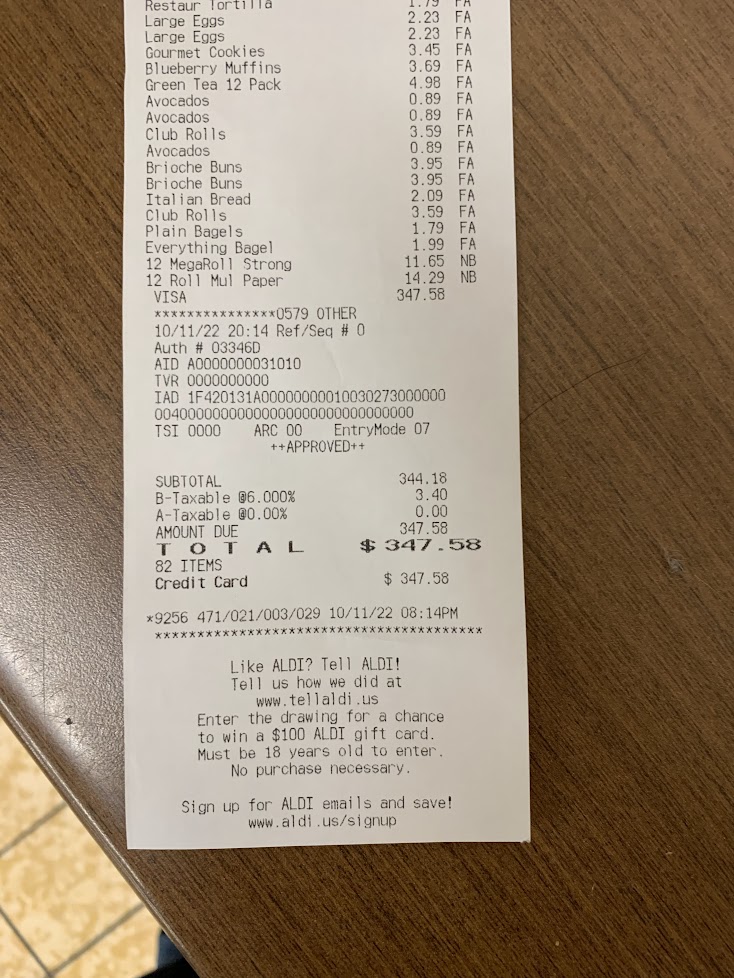 Restaur Tortilla 1.79 FA
Large Eggs 2.23 FA
Large Eggs 2.23 FA
Gourmet Cookies 3.45 FA
Blueberry Muffins 3.69 FA
Green Tea 12 Pack 4.98 FA
Avocados 0.89 FA
Avocados 0.89 FA
Club Rolls 3.59 FA
Avocados 0.89 FA
Brioche Buns 3.95 FA
Brioche Buns 3.95 FA
Italian Bread 2.09 FA
Club Rolls 3.59 FA
Plain Bagels 1.79 FA
Everything Bagel 1.99 FA
12 MegaRoll Strong 11.65 NB
12 Roll Mul Paper 14.29 NB
VISA 347.58
***************0579 OTHER
10/11/22 20:14 Ref/Seq # 0
Auth # 03346D
AID A0000000031010
TVR 0000000000
IAD 1F420131A0000000010030273000000
00400000000000000000000000000000
TSI 0000 ARC 00 EntryMode 07
++APPROVED++
SUBTOTAL 344.18
B-Taxable @6.000% 3.40
A-Taxable @0.00% 0.00
AMOUNT DUE 347.58
T O T A L $ 347.58
82 ITEMS
Credit Card $ 347.58
*9256 471/021/003/029 10/11/22 08:14PM
****************************************
Like ALDI? Tell ALDI!
Tell us how we did at
www.tellaldi.us
Enter the drawing for a chance
to win a $100 ALDI gift card.
Must be 18 years old to enter.
No purchase necessary.
Sign up for ALDI emails and save!
www.aldi.us/signup